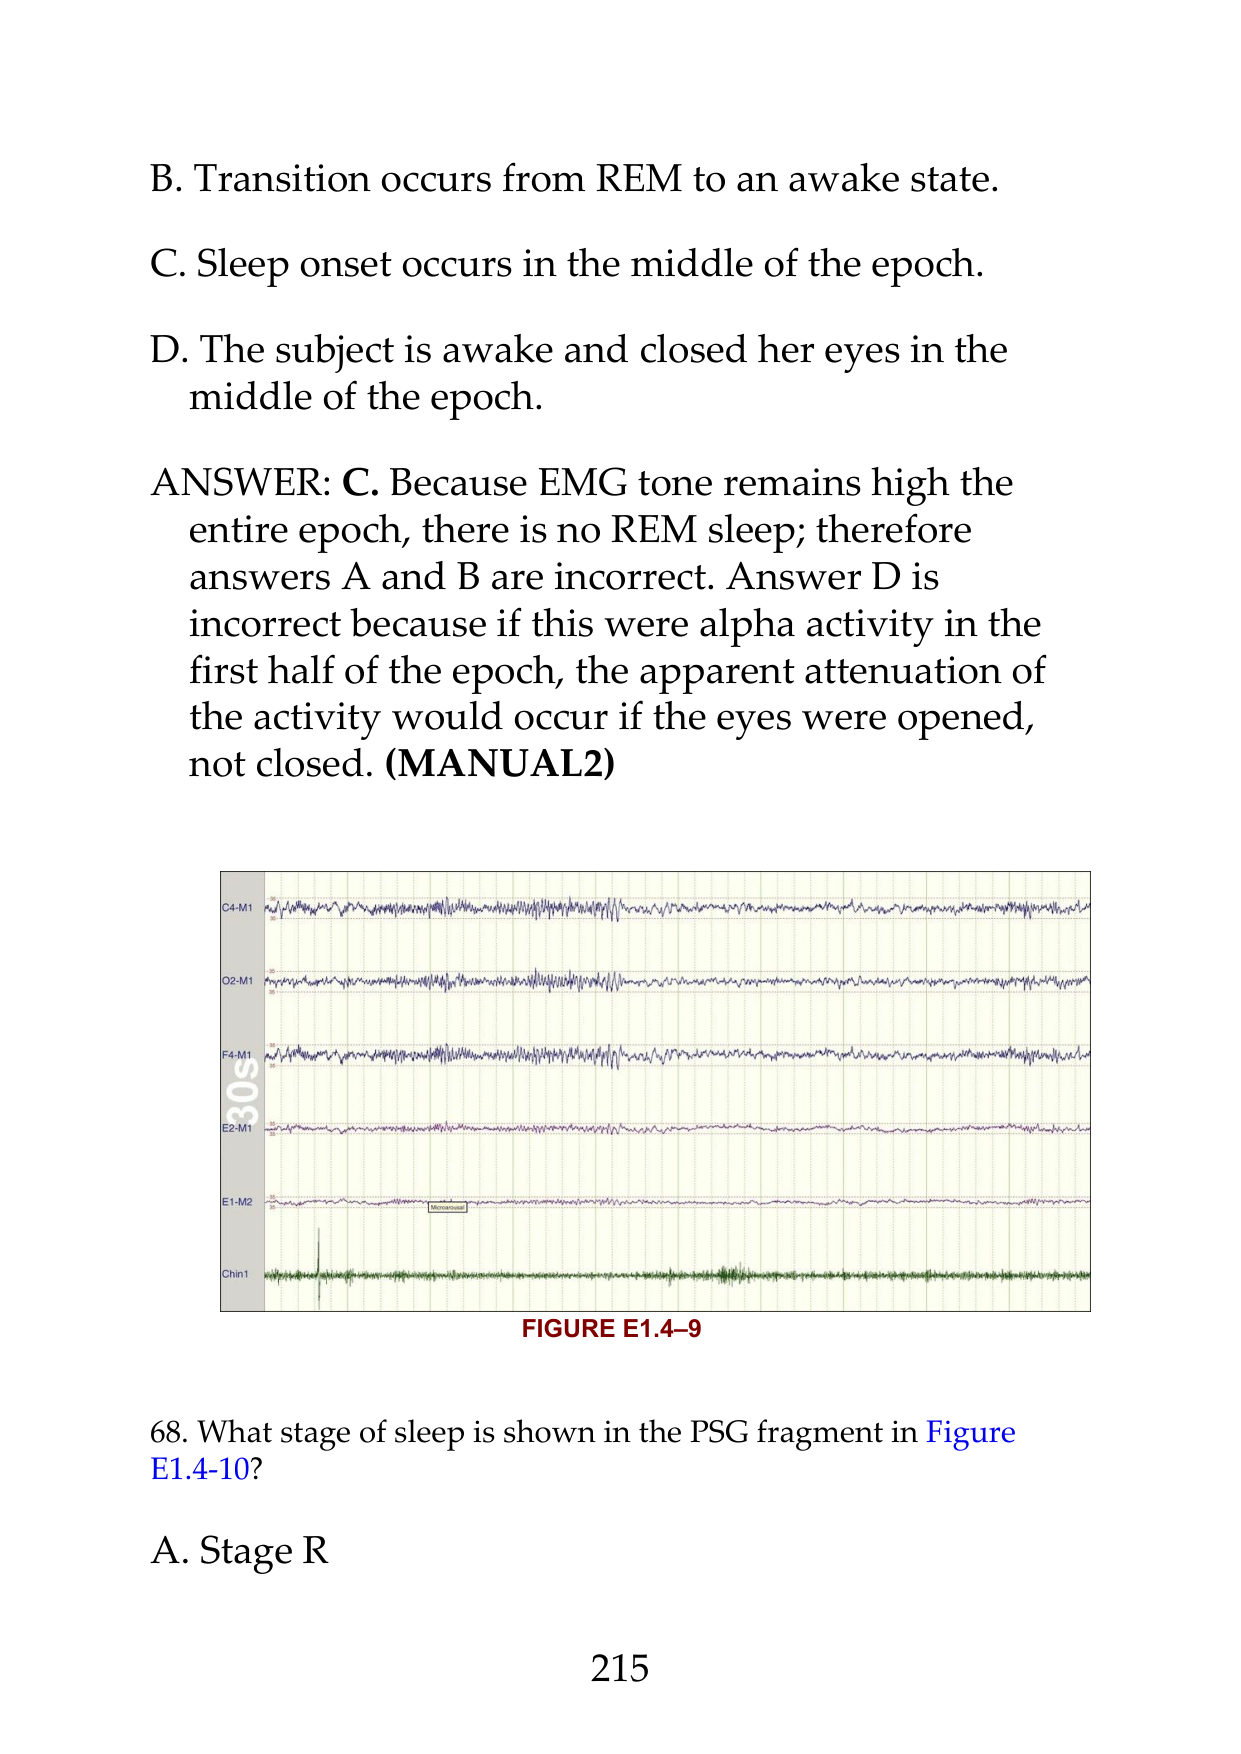 B. Transition occurs from REM to an awake state.
C. Sleep onset occurs in the middle of the epoch.
D. The subject is awake and closed her eyes in the
middle of the epoch.
ANSWER: C. Because EMG tone remains high the
entire epoch, there is no REM sleep; therefore
answers A and B are incorrect. Answer D is
incorrect because if this were alpha activity in the
first half of the epoch, the apparent attenuation of
the activity would occur if the eyes were opened,
not closed. (MANUAL2)
C4-M1
O2-M1
F4-M1
30s
E2-M1
E1-M2
Microarousal
Chin1
FIGURE E1.4–9
68. What stage of sleep is shown in the PSG fragment in Figure
E1.4-10?
A. Stage R
215